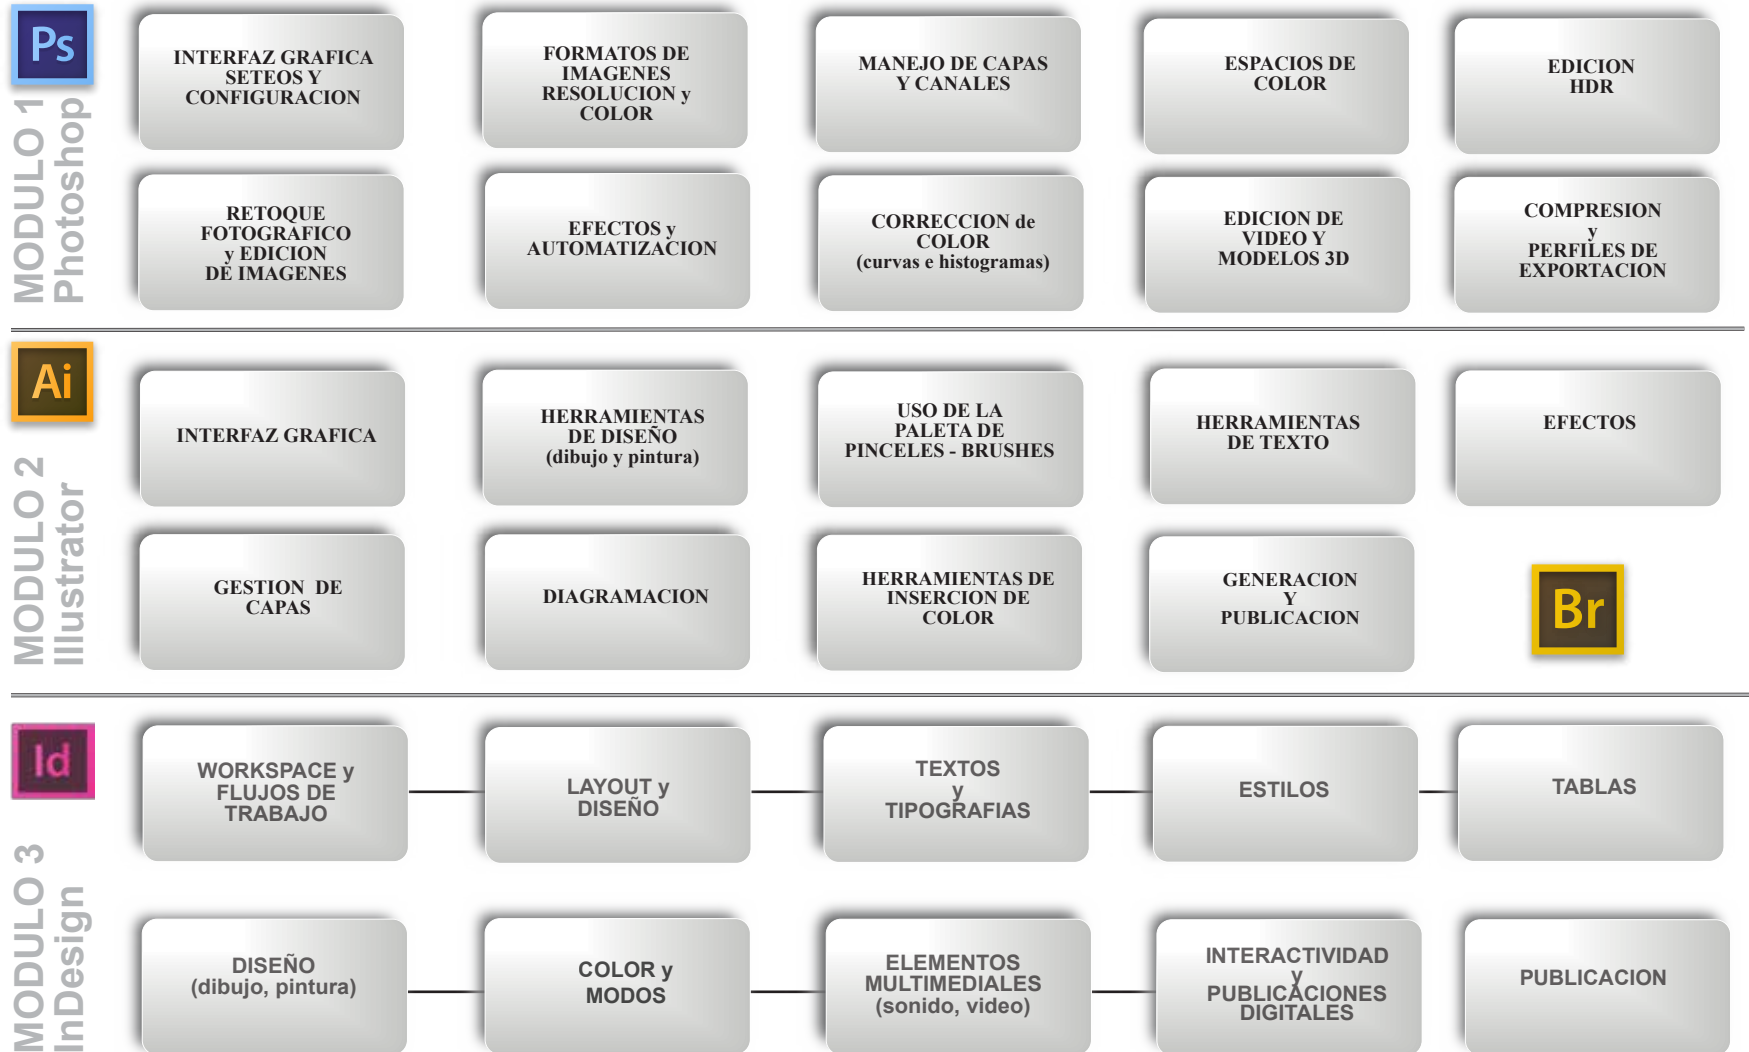 Ps
MODULO 1
Photoshop
INTERFAZ GRAFICA
SETEOS Y
CONFIGURACION
FORMATOS DE
IMAGENES
RESOLUCION y
COLOR
MANEJO DE CAPAS
Y CANALES
ESPACIOS DE
COLOR
EDICION
HDR
RETOQUE
FOTOGRAFICO
y EDICION
DE IMAGENES
EFECTOS y
AUTOMATIZACION
CORRECCION de
COLOR
(curvas e histogramas)
EDICION DE
VIDEO Y
MODELOS 3D
COMPRESION
y
PERFILES DE
EXPORTACION
Ai
MODULO 2
Illustrator
INTERFAZ GRAFICA
HERRAMIENTAS
DE DISEÑO
(dibujo y pintura)
USO DE LA
PALETA DE
PINCELES - BRUSHES
HERRAMIENTAS
DE TEXTO
EFECTOS
GESTION DE
CAPAS
DIAGRAMACION
HERRAMIENTAS DE
INSERCION DE
COLOR
GENERACION
Y
PUBLICACION
Br
Id
MODULO 3
InDesign
WORKSPACE y
FLUJOS DE
TRABAJO
LAYOUT y
DISEÑO
TEXTOS
y
TIPOGRAFIAS
ESTILOS
TABLAS
DISEÑO
(dibujo, pintura)
COLOR y
MODOS
ELEMENTOS
MULTIMEDIALES
(sonido, video)
INTERACTIVIDAD
y
PUBLICACIONES
DIGITALES
PUBLICACION